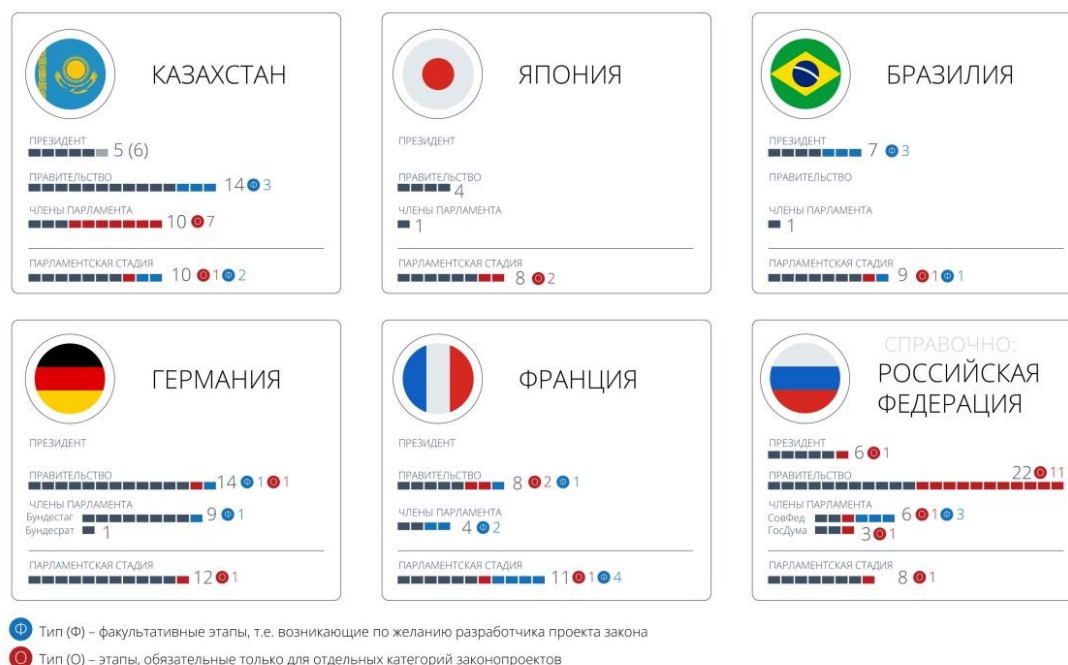 КАЗАХСТАН
ПРЕЗИДЕНТ
5 (6)
ПРАВИТЕЛЬСТВО
14 Ф 3
ЧЛЕНЫ ПАРЛАМЕНТА
10 О 7
ПАРЛАМЕНТСКАЯ СТАДИЯ
10 О 1 Ф 2
ЯПОНИЯ
ПРЕЗИДЕНТ
ПРАВИТЕЛЬСТВО
4
ЧЛЕНЫ ПАРЛАМЕНТА
1
ПАРЛАМЕНТСКАЯ СТАДИЯ
8 О 2
БРАЗИЛИЯ
ПРЕЗИДЕНТ
7 Ф 3
ПРАВИТЕЛЬСТВО
ЧЛЕНЫ ПАРЛАМЕНТА
1
ПАРЛАМЕНТСКАЯ СТАДИЯ
9 О 1 Ф 1
ГЕРМАНИЯ
ПРЕЗИДЕНТ
ПРАВИТЕЛЬСТВО
14 Ф 1 О 1
ЧЛЕНЫ ПАРЛАМЕНТА
Бундестаг 9 Ф 1
Бундесрат 1
ПАРЛАМЕНТСКАЯ СТАДИЯ
12 О 1
ФРАНЦИЯ
ПРЕЗИДЕНТ
ПРАВИТЕЛЬСТВО
8 О 2 Ф 1
ЧЛЕНЫ ПАРЛАМЕНТА
4 Ф 2
ПАРЛАМЕНТСКАЯ СТАДИЯ
11 О 1 Ф 4
СПРАВОЧНО:
РОССИЙСКАЯ
ФЕДЕРАЦИЯ
ПРЕЗИДЕНТ
6 О 1
ПРАВИТЕЛЬСТВО
22 О 11
ЧЛЕНЫ ПАРЛАМЕНТА
СовФед 6 О 1 Ф 3
ГосДума 3 О 1
ПАРЛАМЕНТСКАЯ СТАДИЯ
8 О 1
Ф Тип (Ф) – факультативные этапы, т.е. возникающие по желанию разработчика проекта закона
О Тип (О) – этапы, обязательные только для отдельных категорий законопроектов